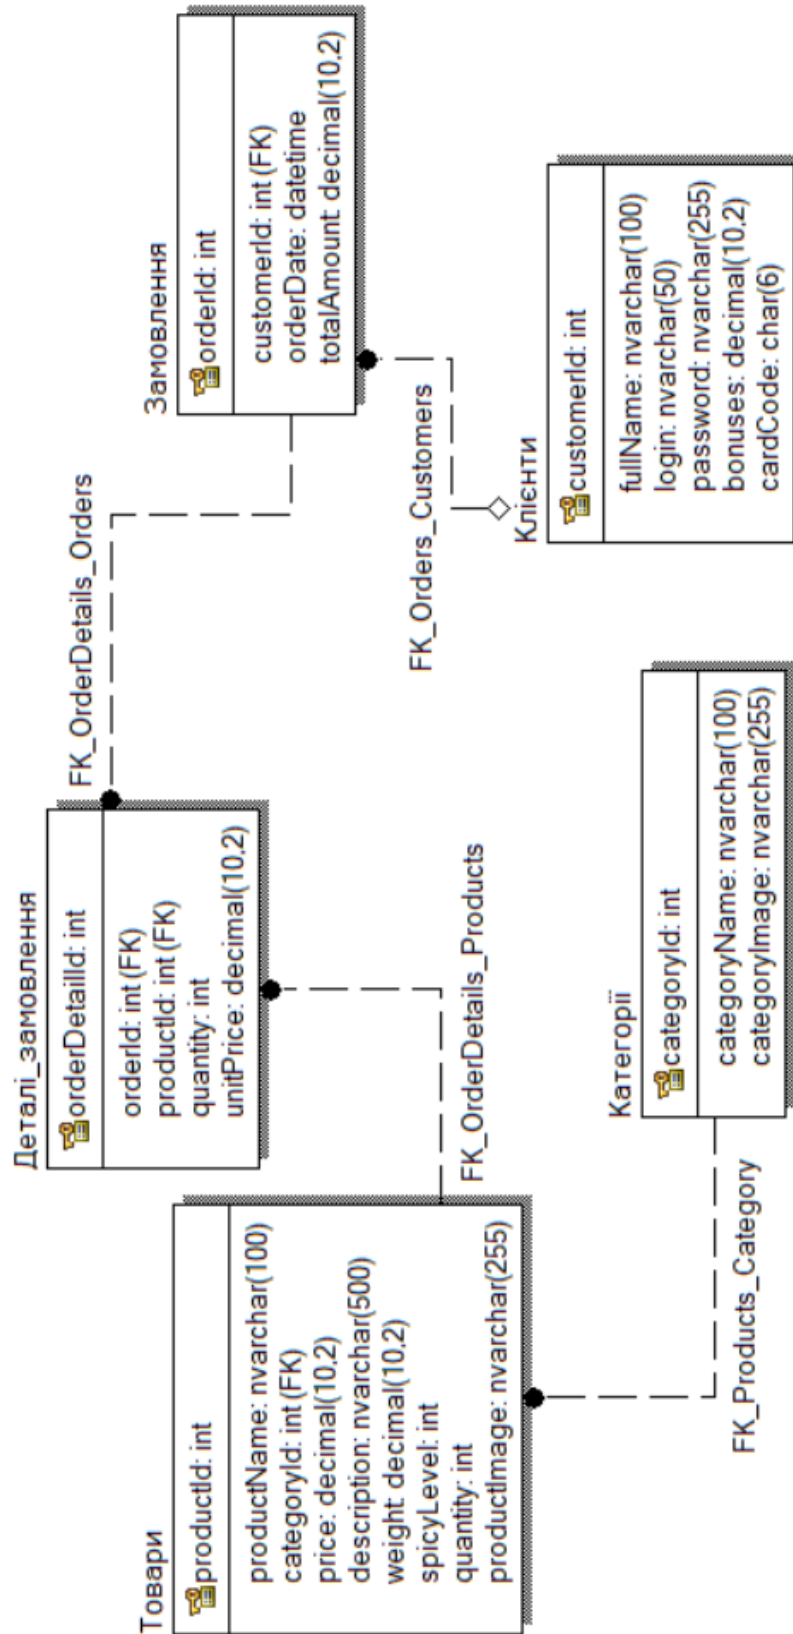 Товари
productId: int
productName: nvarchar(100)
categoryId: int (FK)
price: decimal(10,2)
description: nvarchar(500)
weight: decimal(10,2)
spicyLevel: int
quantity: int
productImage: nvarchar(255)
Деталі_замовлення
orderDetailId: int
orderId: int (FK)
productId: int (FK)
quantity: int
unitPrice: decimal(10,2)
FK_OrderDetails_Orders
Замовлення
orderId: int
customerId: int (FK)
orderDate: datetime
totalAmount: decimal(10,2)
FK_OrderDetails_Products
FK_Orders_Customers
Категорії
categoryId: int
categoryName: nvarchar(100)
categoryImage: nvarchar(255)
Клієнти
customerId: int
fullName: nvarchar(100)
login: nvarchar(50)
password: nvarchar(255)
bonuses: decimal(10,2)
cardCode: char(6)
FK_Products_Category